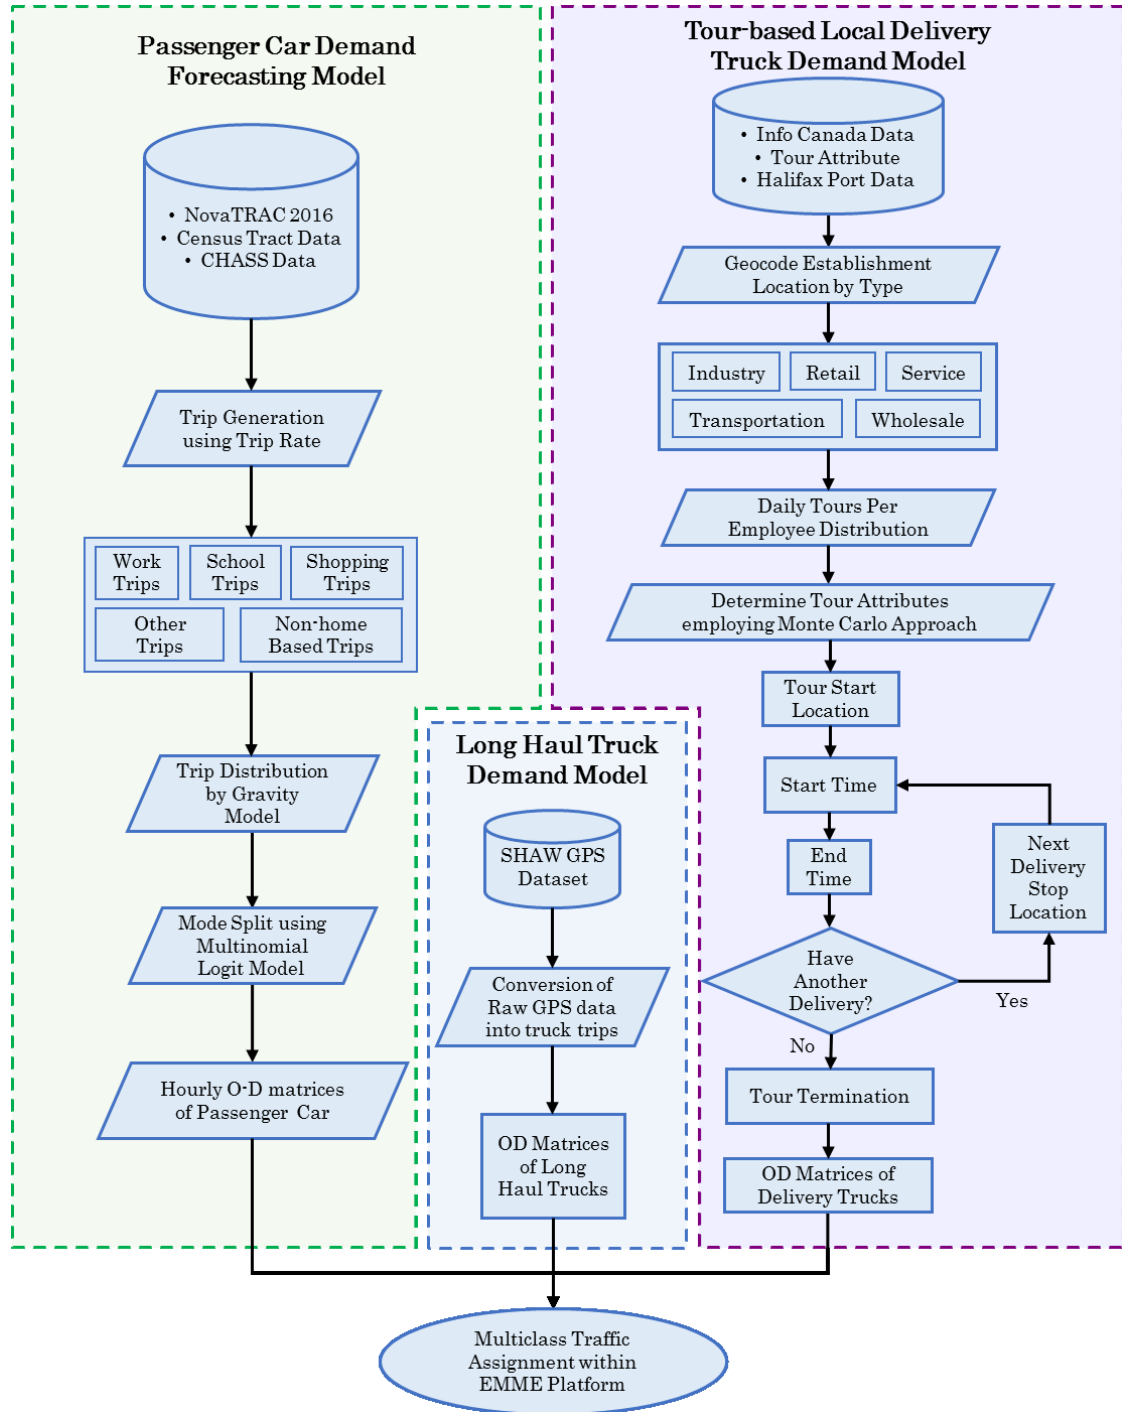 Passenger Car Demand
Forecasting Model
• NovaTRAC 2016
• Census Tract Data
• CHASS Data
Trip Generation
using Trip Rate
Work
Trips
School
Trips
Shopping
Trips
Other
Trips
Non-home
Based Trips
Trip Distribution
by Gravity
Model
Mode Split using
Multinomial
Logit Model
Hourly O-D matrices
of Passenger Car
Long Haul Truck
Demand Model
SHAW GPS
Dataset
Conversion of
Raw GPS data
into truck trips
OD Matrices
of Long
Haul Trucks
Tour-based Local Delivery
Truck Demand Model
• Info Canada Data
• Tour Attribute
• Halifax Port Data
Geocode Establishment
Location by Type
Industry
Retail
Service
Transportation
Wholesale
Daily Tours Per
Employee Distribution
Determine Tour Attributes
employing Monte Carlo Approach
Tour Start
Location
Start Time
End
Time
Next
Delivery
Stop
Location
Have
Another
Delivery?
Yes
No
Tour Termination
OD Matrices of
Delivery Trucks
Multiclass Traffic
Assignment within
EMME Platform